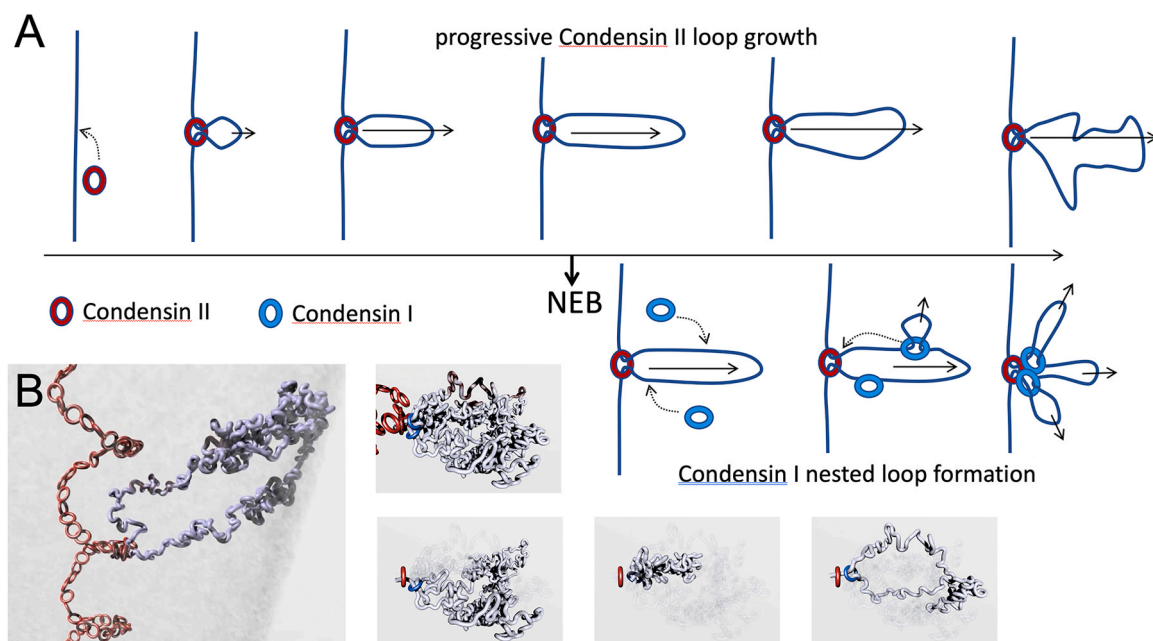 A
progressive Condensin II loop growth
NEB
Condensin II
Condensin I
B
Condensin I nested loop formation